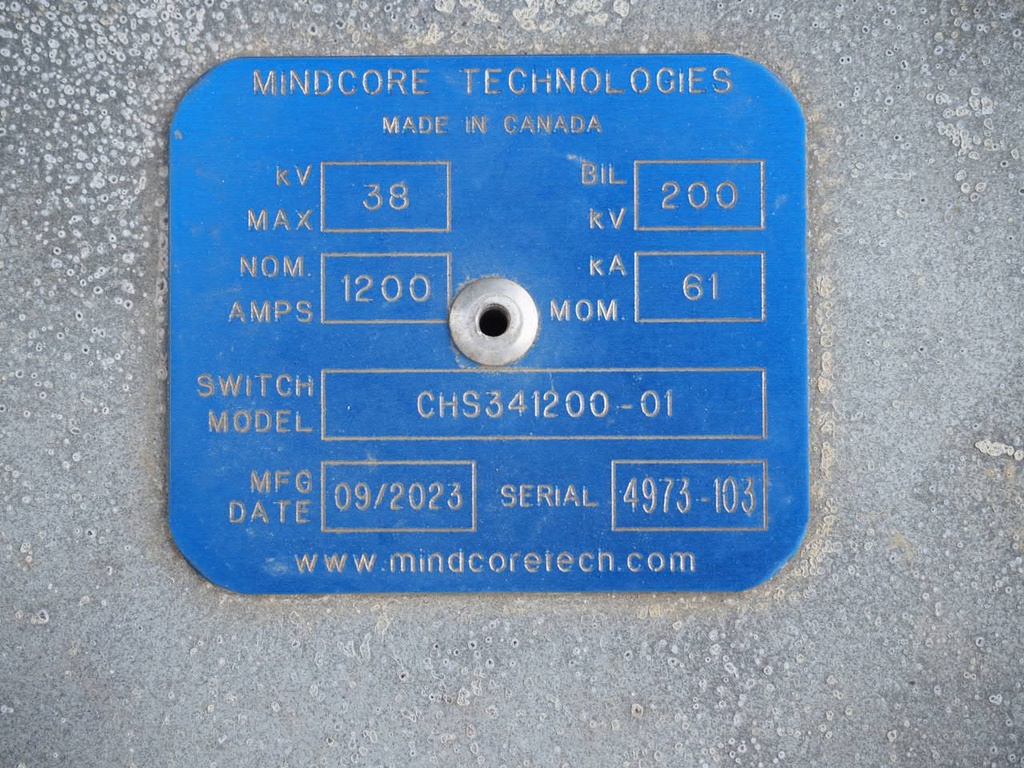 MINDCORE TECHNOLOGIES
MADE IN CANADA
kV MAX 38 BIL kV 200
NOM. AMPS 1200 kA MOM. 61
SWITCH MODEL CHS341200-01
MFG DATE 09/2023 SERIAL 4973-103
www.mindcoretech.com